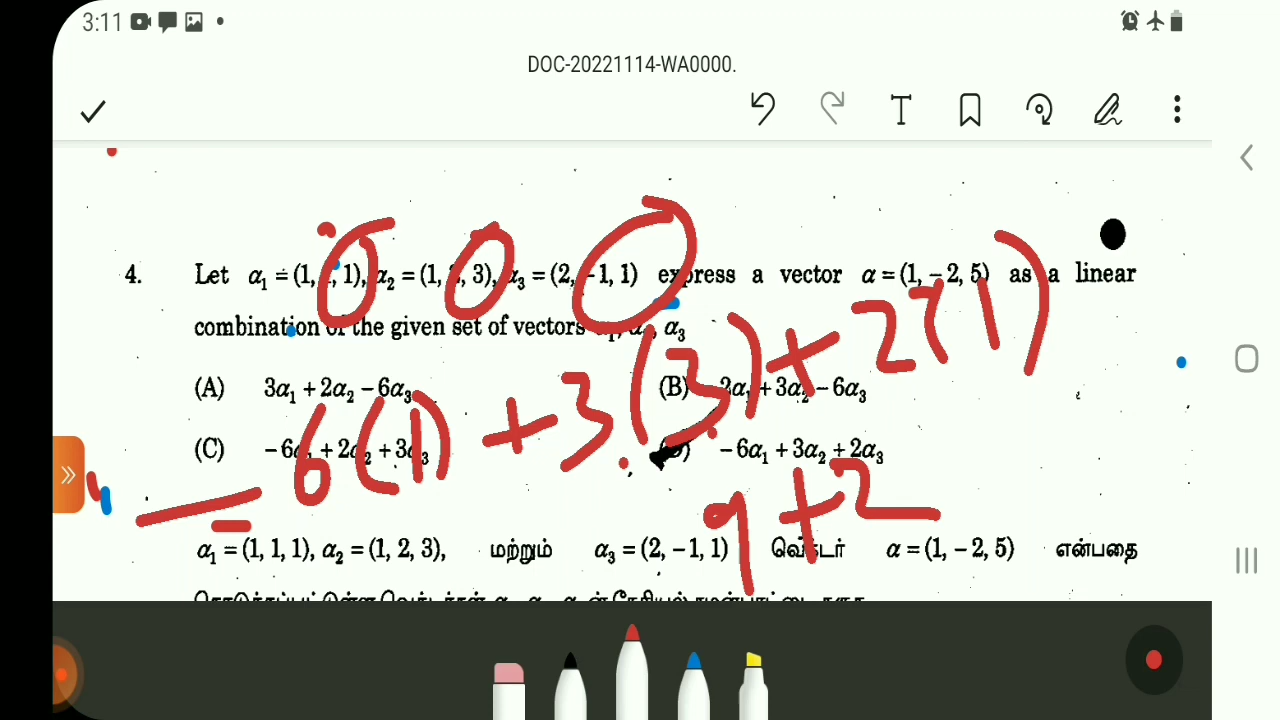 3:11
DOC-20221114-WA0000.
4. Let α₁ = (1, 1, 1), α₂ = (1, 2, 3), α₃ = (2, −1, 1) express a vector α = (1, − 2, 5) as a linear
combination of the given set of vectors α₁, α₂, α₃
(A) 3α₁ + 2α₂ − 6α₃ (B) 2α₁ + 3α₂ − 6α₃
(C) − 6α₁ + 2α₂ + 3α₃ (D) − 6α₁ + 3α₂ + 2α₃
− 6(1) + 3.(3) + 2(1)
9 + 2
α₁ = (1, 1, 1), α₂ = (1, 2, 3), மற்றும் α₃ = (2, −1, 1) வெக்டர் α = (1, − 2, 5) என்பதை